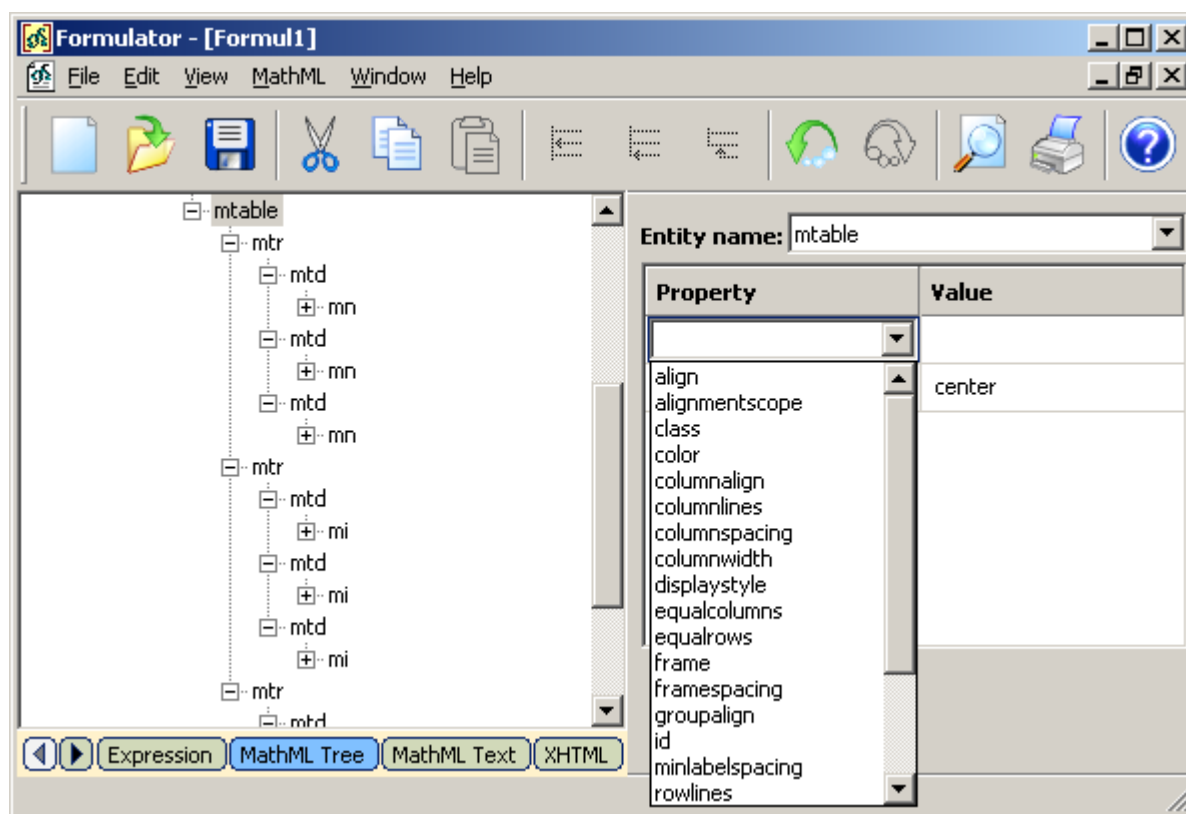 Formulator - [Formul1]
File Edit View MathML Window Help
mtable
mtr
mtd
mn
mtd
mn
mtd
mn
mtr
mtd
mi
mtd
mi
mtd
mi
mtr
mtd
Expression MathML Tree MathML Text XHTML
Entity name: mtable
Property Value
center
align
alignmentscope
class
color
columnalign
columnlines
columnspacing
columnwidth
displaystyle
equalcolumns
equalrows
frame
framespacing
groupalign
id
minlabelspacing
rowlines